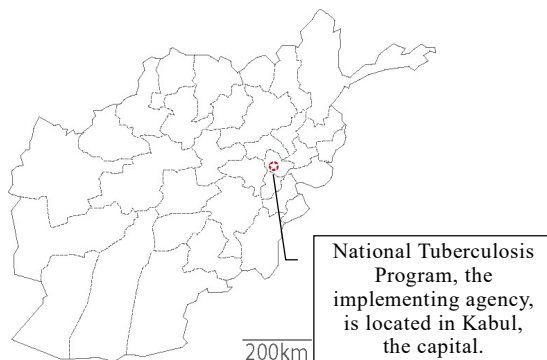 National Tuberculosis
Program, the
implementing agency,
is located in Kabul,
the capital.
200km